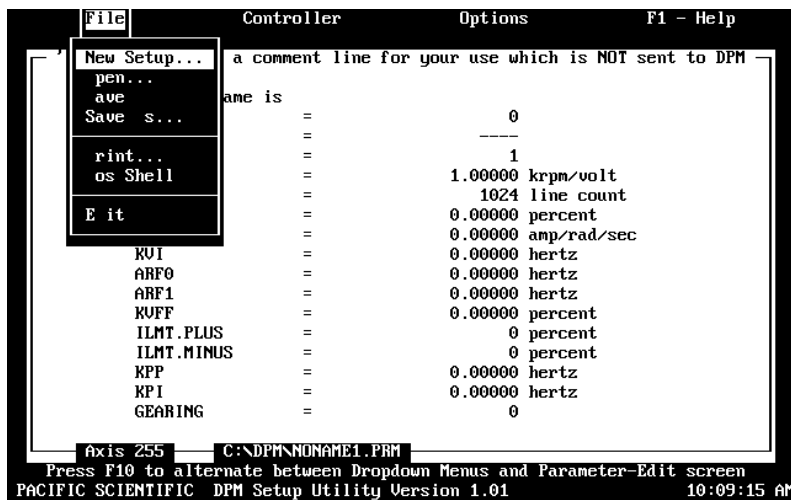 File Controller Options F1 - Help
New Setup... a comment line for your use which is NOT sent to DPM
pen...
ave ame is
Save s... = 0
= ----
rint... = 1
os Shell = 1.00000 krpm/volt
= 1024 line count
E it = 0.00000 percent
= 0.00000 amp/rad/sec
KVI = 0.00000 hertz
ARF0 = 0.00000 hertz
ARF1 = 0.00000 hertz
KVFF = 0.00000 percent
ILMT.PLUS = 0 percent
ILMT.MINUS = 0 percent
KPP = 0.00000 hertz
KPI = 0.00000 hertz
GEARING = 0
Axis 255 C:\DPM\NONAME1.PRM
Press F10 to alternate between Dropdown Menus and Parameter-Edit screen
PACIFIC SCIENTIFIC DPM Setup Utility Version 1.01 10:09:15 AM